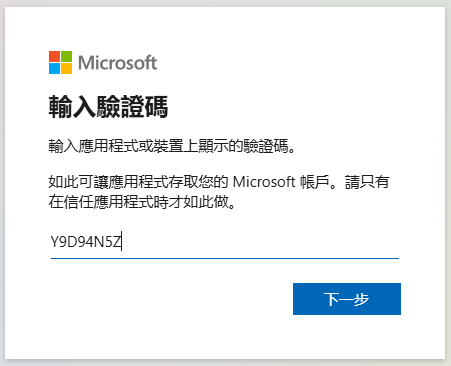 Microsoft
輸入驗證碼
輸入應用程式或裝置上顯示的驗證碼。
如此可讓應用程式存取您的 Microsoft 帳戶。請只有
在信任應用程式時才如此做。
Y9D94N5Z
下一步